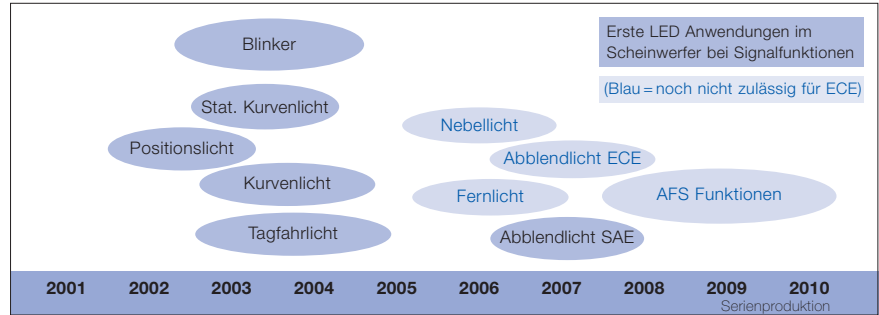 Blinker
Erste LED Anwendungen im
Scheinwerfer bei Signalfunktionen
(Blau = noch nicht zulässig für ECE)
Stat. Kurvenlicht
Nebellicht
Positionslicht
Abblendlicht ECE
Kurvenlicht
Fernlicht
AFS Funktionen
Tagfahrlicht
Abblendlicht SAE
2001 2002 2003 2004 2005 2006 2007 2008 2009 2010
Serienproduktion